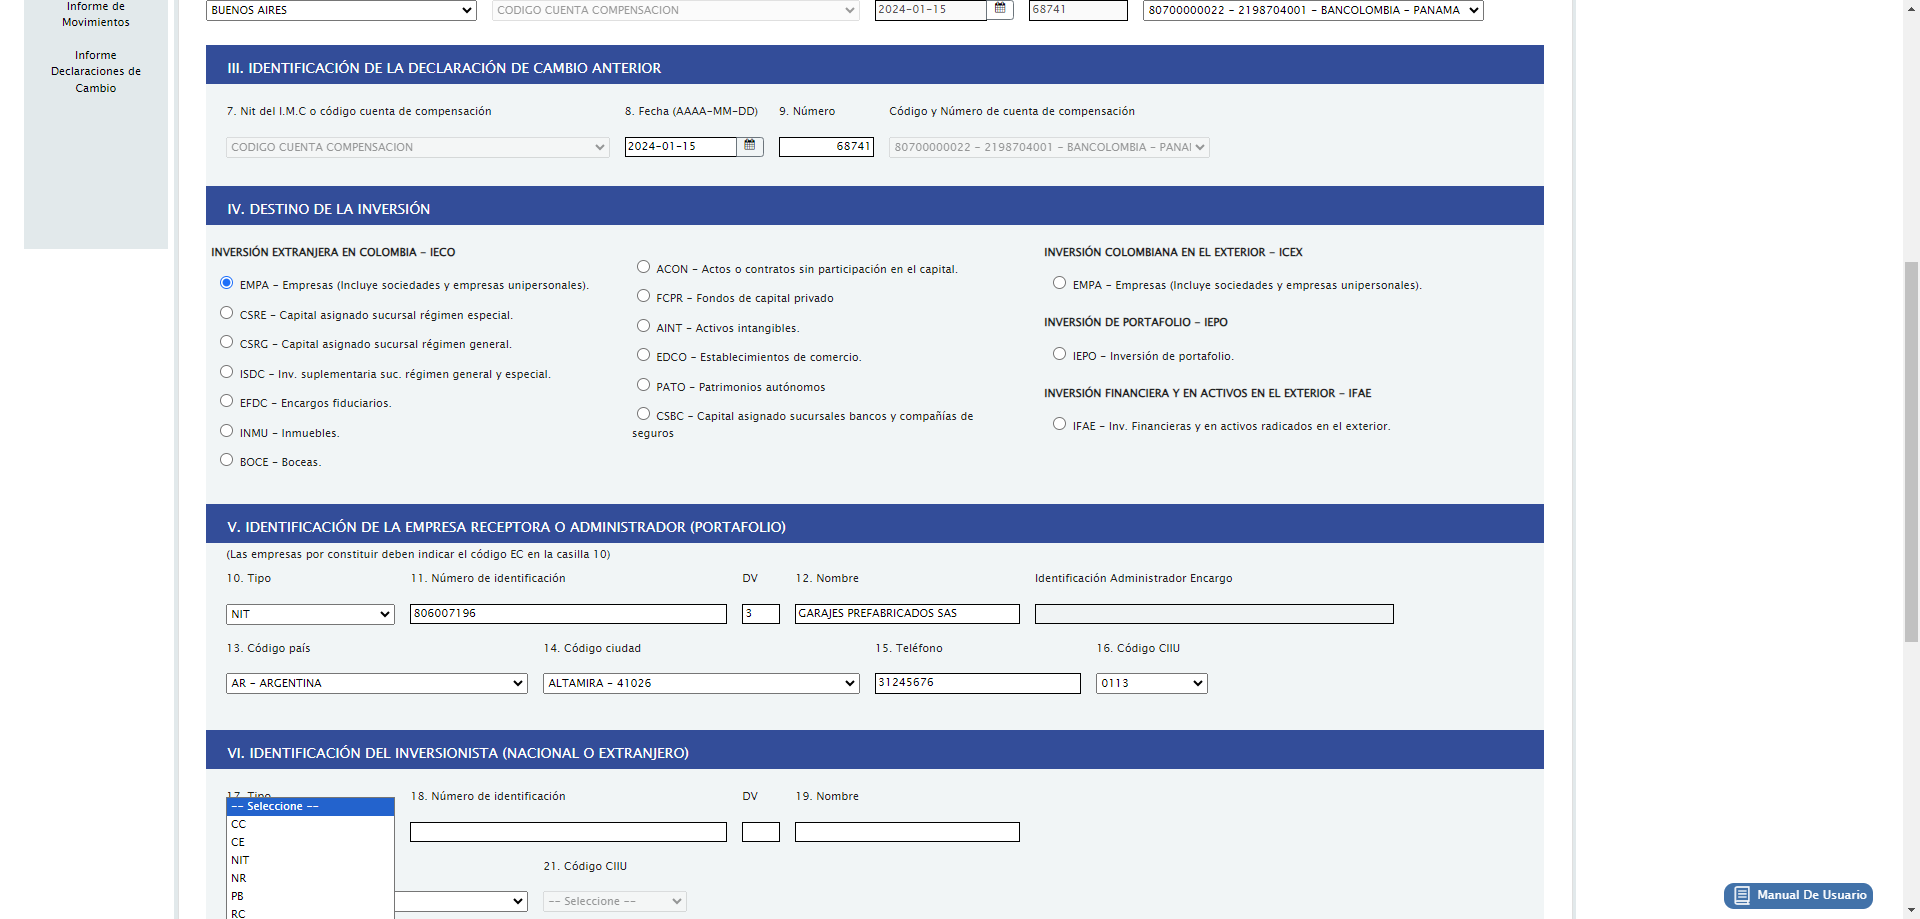 Informe de
Movimientos
Informe
Declaraciones de
Cambio
BUENOS AIRES
CODIGO CUENTA COMPENSACION
2024-01-15
68741
80700000022 - 2198704001 - BANCOLOMBIA - PANAMA
III. IDENTIFICACIÓN DE LA DECLARACIÓN DE CAMBIO ANTERIOR
7. Nit del I.M.C o código cuenta de compensación
8. Fecha (AAAA-MM-DD)
9. Número
Código y Número de cuenta de compensación
CODIGO CUENTA COMPENSACION
2024-01-15
68741
80700000022 - 2198704001 - BANCOLOMBIA - PANAI
IV. DESTINO DE LA INVERSIÓN
INVERSIÓN EXTRANJERA EN COLOMBIA - IECO
EMPA - Empresas (Incluye sociedades y empresas unipersonales).
CSRE - Capital asignado sucursal régimen especial.
CSRG - Capital asignado sucursal régimen general.
ISDC - Inv. suplementaria suc. régimen general y especial.
EFDC - Encargos fiduciarios.
INMU - Inmuebles.
BOCE - Boceas.
ACON - Actos o contratos sin participación en el capital.
FCPR - Fondos de capital privado
AINT - Activos intangibles.
EDCO - Establecimientos de comercio.
PATO - Patrimonios autónomos
CSBC - Capital asignado sucursales bancos y compañías de
seguros
INVERSIÓN COLOMBIANA EN EL EXTERIOR - ICEX
EMPA - Empresas (Incluye sociedades y empresas unipersonales).
INVERSIÓN DE PORTAFOLIO - IEPO
IEPO - Inversión de portafolio.
INVERSIÓN FINANCIERA Y EN ACTIVOS EN EL EXTERIOR - IFAE
IFAE - Inv. Financieras y en activos radicados en el exterior.
V. IDENTIFICACIÓN DE LA EMPRESA RECEPTORA O ADMINISTRADOR (PORTAFOLIO)
(Las empresas por constituir deben indicar el código EC en la casilla 10)
10. Tipo
11. Número de identificación
DV
12. Nombre
Identificación Administrador Encargo
NIT
806007196
3
GARAJES PREFABRICADOS SAS
13. Código país
14. Código ciudad
15. Teléfono
16. Código CIIU
AR - ARGENTINA
ALTAMIRA - 41026
31245676
0113
VI. IDENTIFICACIÓN DEL INVERSIONISTA (NACIONAL O EXTRANJERO)
17. Tipo
18. Número de identificación
DV
19. Nombre
-- Seleccione --
CC
CE
NIT
NR
PB
RC
21. Código CIIU
-- Seleccione --
Manual De Usuario